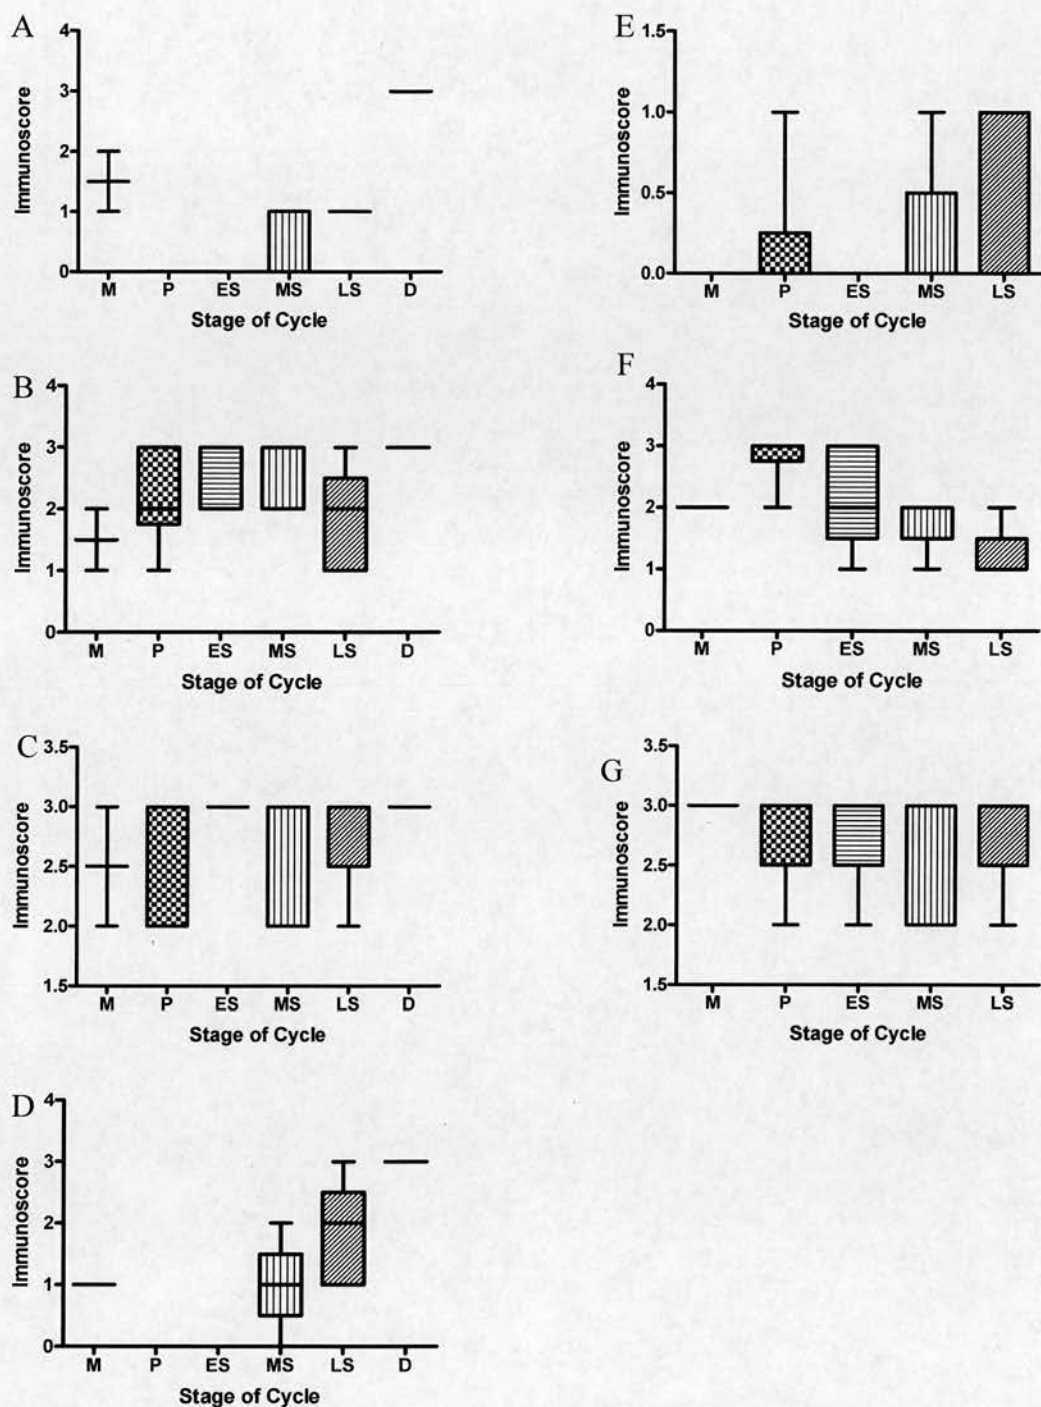 A
Immunoscore
4
3
2
1
0
M P ES MS LS D
Stage of Cycle
B
Immunoscore
4
3
2
1
0
M P ES MS LS D
Stage of Cycle
C
Immunoscore
3.5
3.0
2.5
2.0
1.5
M P ES MS LS D
Stage of Cycle
D
Immunoscore
4
3
2
1
0
M P ES MS LS D
Stage of Cycle
E
Immunoscore
1.5
1.0
0.5
0.0
M P ES MS LS
Stage of Cycle
F
Immunoscore
4
3
2
1
0
M P ES MS LS
Stage of Cycle
G
Immunoscore
3.5
3.0
2.5
2.0
1.5
M P ES MS LS
Stage of Cycle